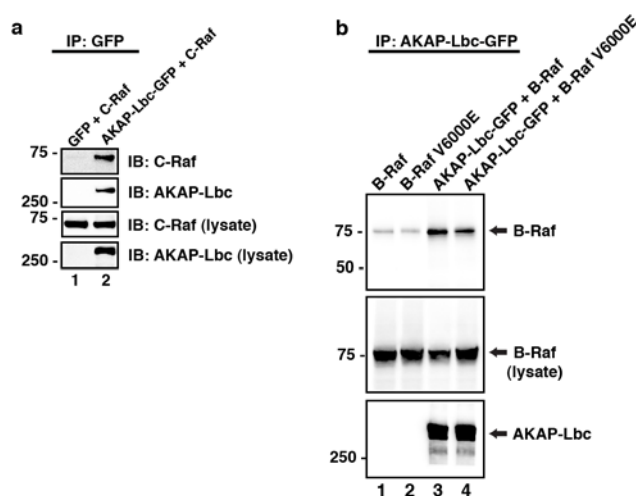 a
IP: GFP
GFP + C-Raf
AKAP-Lbc-GFP + C-Raf
75 - IB: C-Raf
250 - IB: AKAP-Lbc
75 - IB: C-Raf (lysate)
250 - IB: AKAP-Lbc (lysate)
1 2
b
IP: AKAP-Lbc-GFP
B-Raf
B-Raf V6000E
AKAP-Lbc-GFP + B-Raf
AKAP-Lbc-GFP + B-Raf V6000E
75 - B-Raf
50 -
75 - B-Raf
(lysate)
AKAP-Lbc
250 -
1 2 3 4